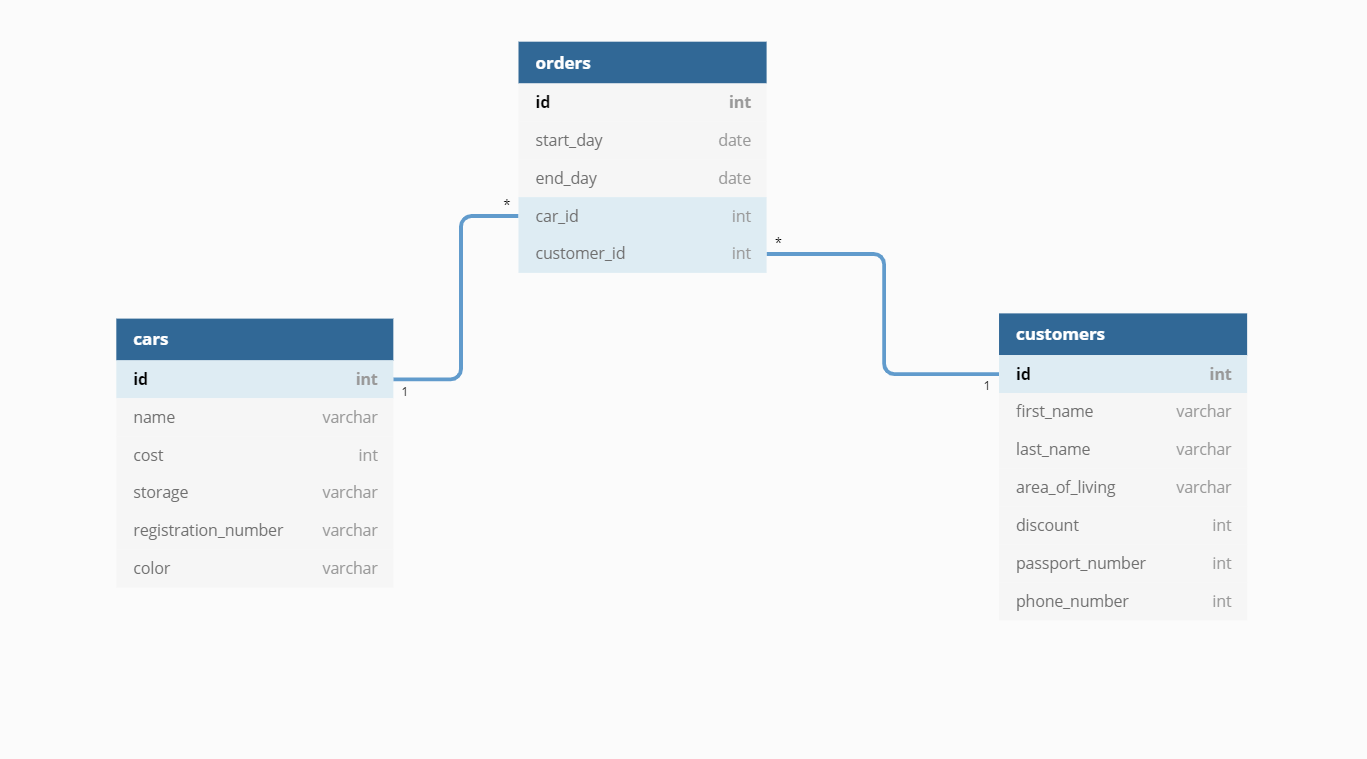 orders
id int
start_day date
end_day date
* car_id int
customer_id int *
cars
id int 1
name varchar
cost int
storage varchar
registration_number varchar
color varchar
customers
1 id int
first_name varchar
last_name varchar
area_of_living varchar
discount int
passport_number int
phone_number int